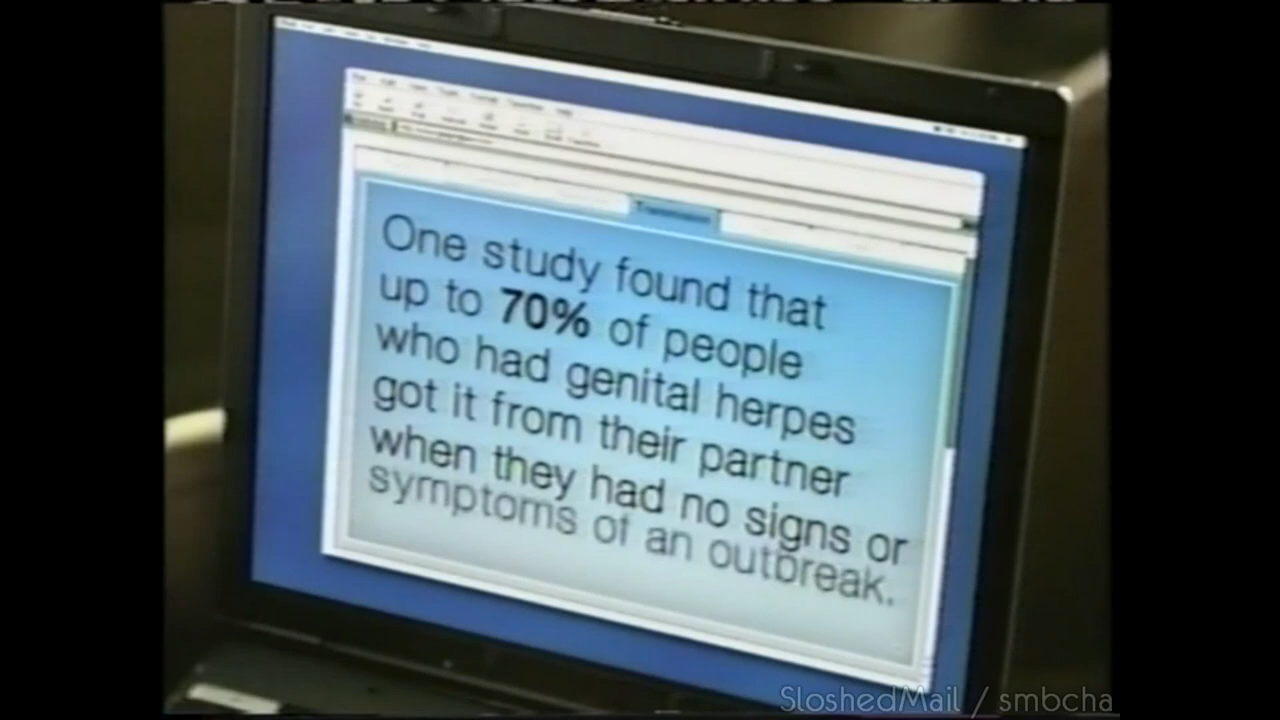 One study found that
up to 70% of people
who had genital herpes
got it from their partner
when they had no signs or
symptoms of an outbreak.
SloshedMail / smbcha